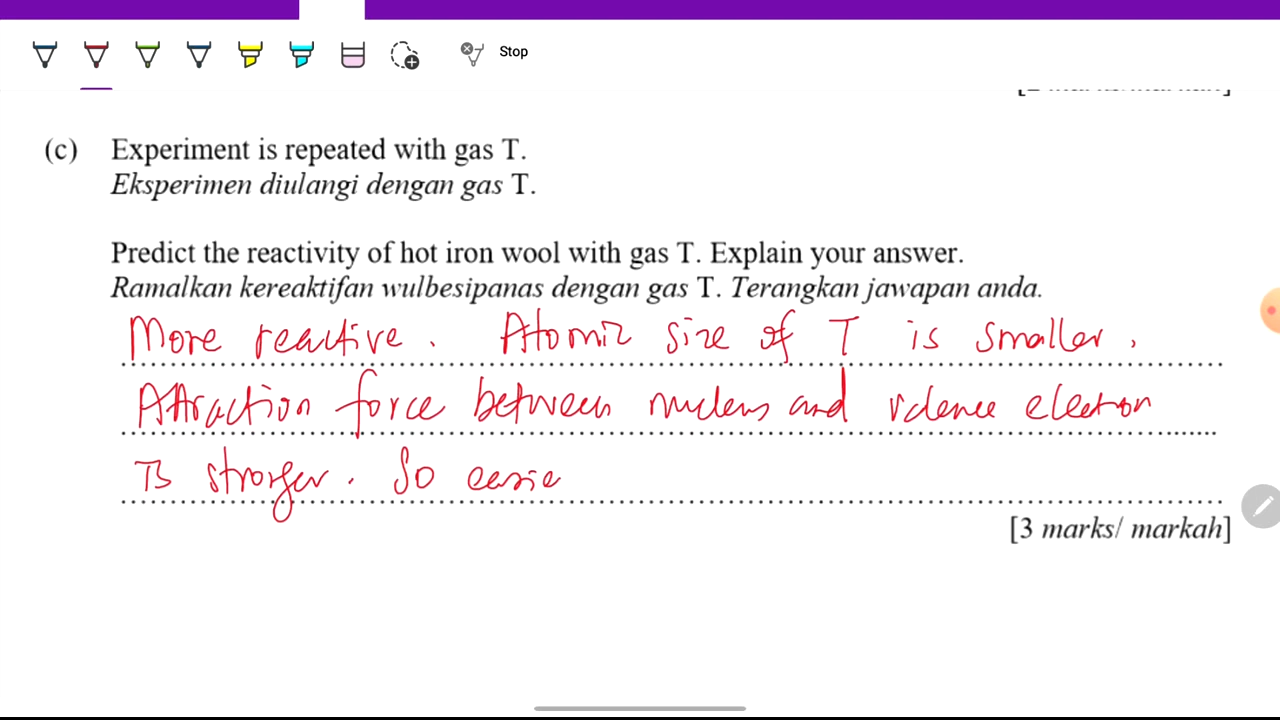 Stop
(c) Experiment is repeated with gas T.
Eksperimen diulangi dengan gas T.
Predict the reactivity of hot iron wool with gas T. Explain your answer.
Ramalkan kereaktifan wulbesipanas dengan gas T. Terangkan jawapan anda.
More reactive. Atomic size of T is smaller.
Attraction force between nucleus and valence electron
is stronger. So easie
[3 marks/ markah]